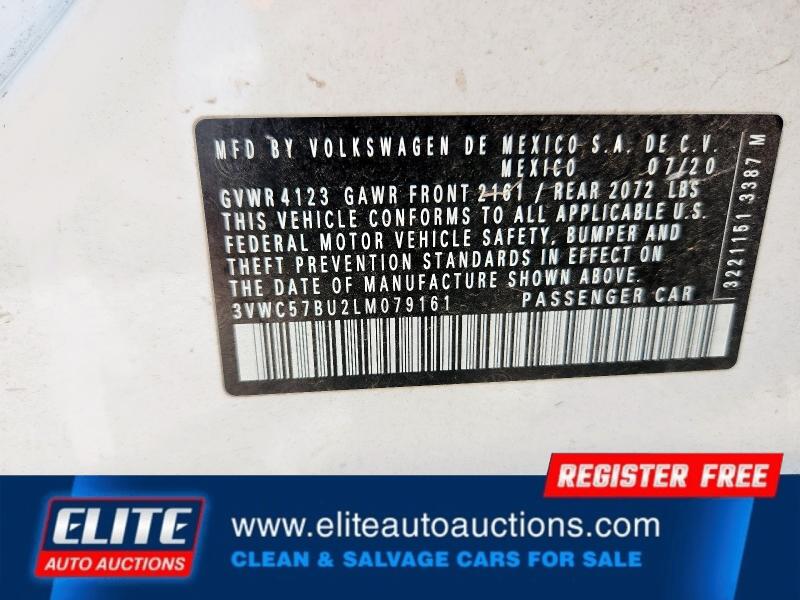 MFD BY VOLKSWAGEN DE MEXICO S.A. DE C.V.
MEXICO 07/20
GVWR 4123 GAWR FRONT 2161 / REAR 2072 LBS
THIS VEHICLE CONFORMS TO ALL APPLICABLE U.S.
FEDERAL MOTOR VEHICLE SAFETY, BUMPER AND
THEFT PREVENTION STANDARDS IN EFFECT ON
THE DATE OF MANUFACTURE SHOWN ABOVE.
3VWC57BU2LM079161 PASSENGER CAR
3221151 3387 M
REGISTER FREE
ELITE
AUTO AUCTIONS
www.eliteautoauctions.com
CLEAN & SALVAGE CARS FOR SALE